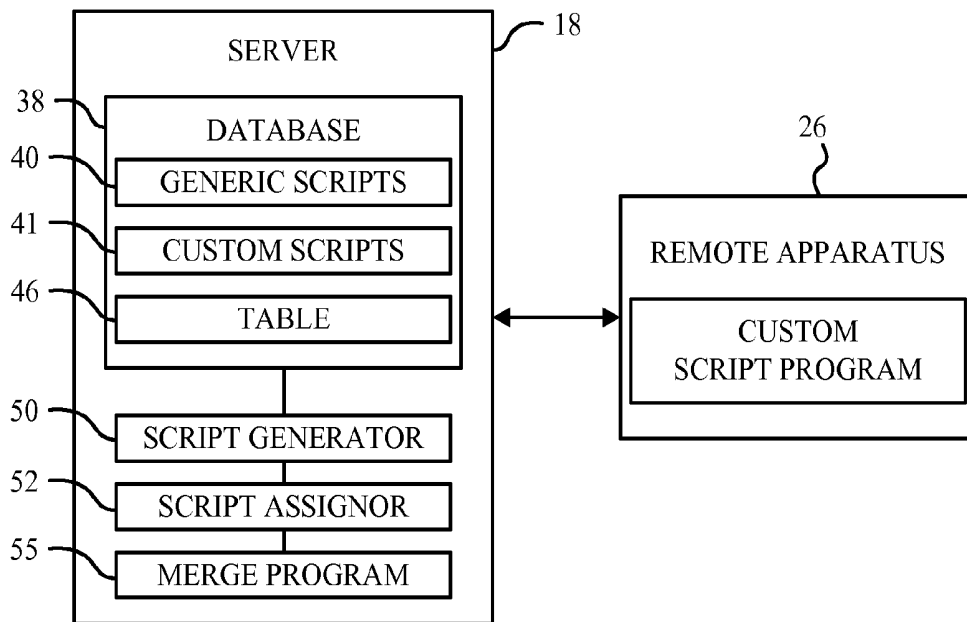 18
SERVER
38
DATABASE
40
GENERIC SCRIPTS
41
CUSTOM SCRIPTS
46
TABLE
50
SCRIPT GENERATOR
52
SCRIPT ASSIGNOR
55
MERGE PROGRAM
26
REMOTE APPARATUS
CUSTOM
SCRIPT PROGRAM